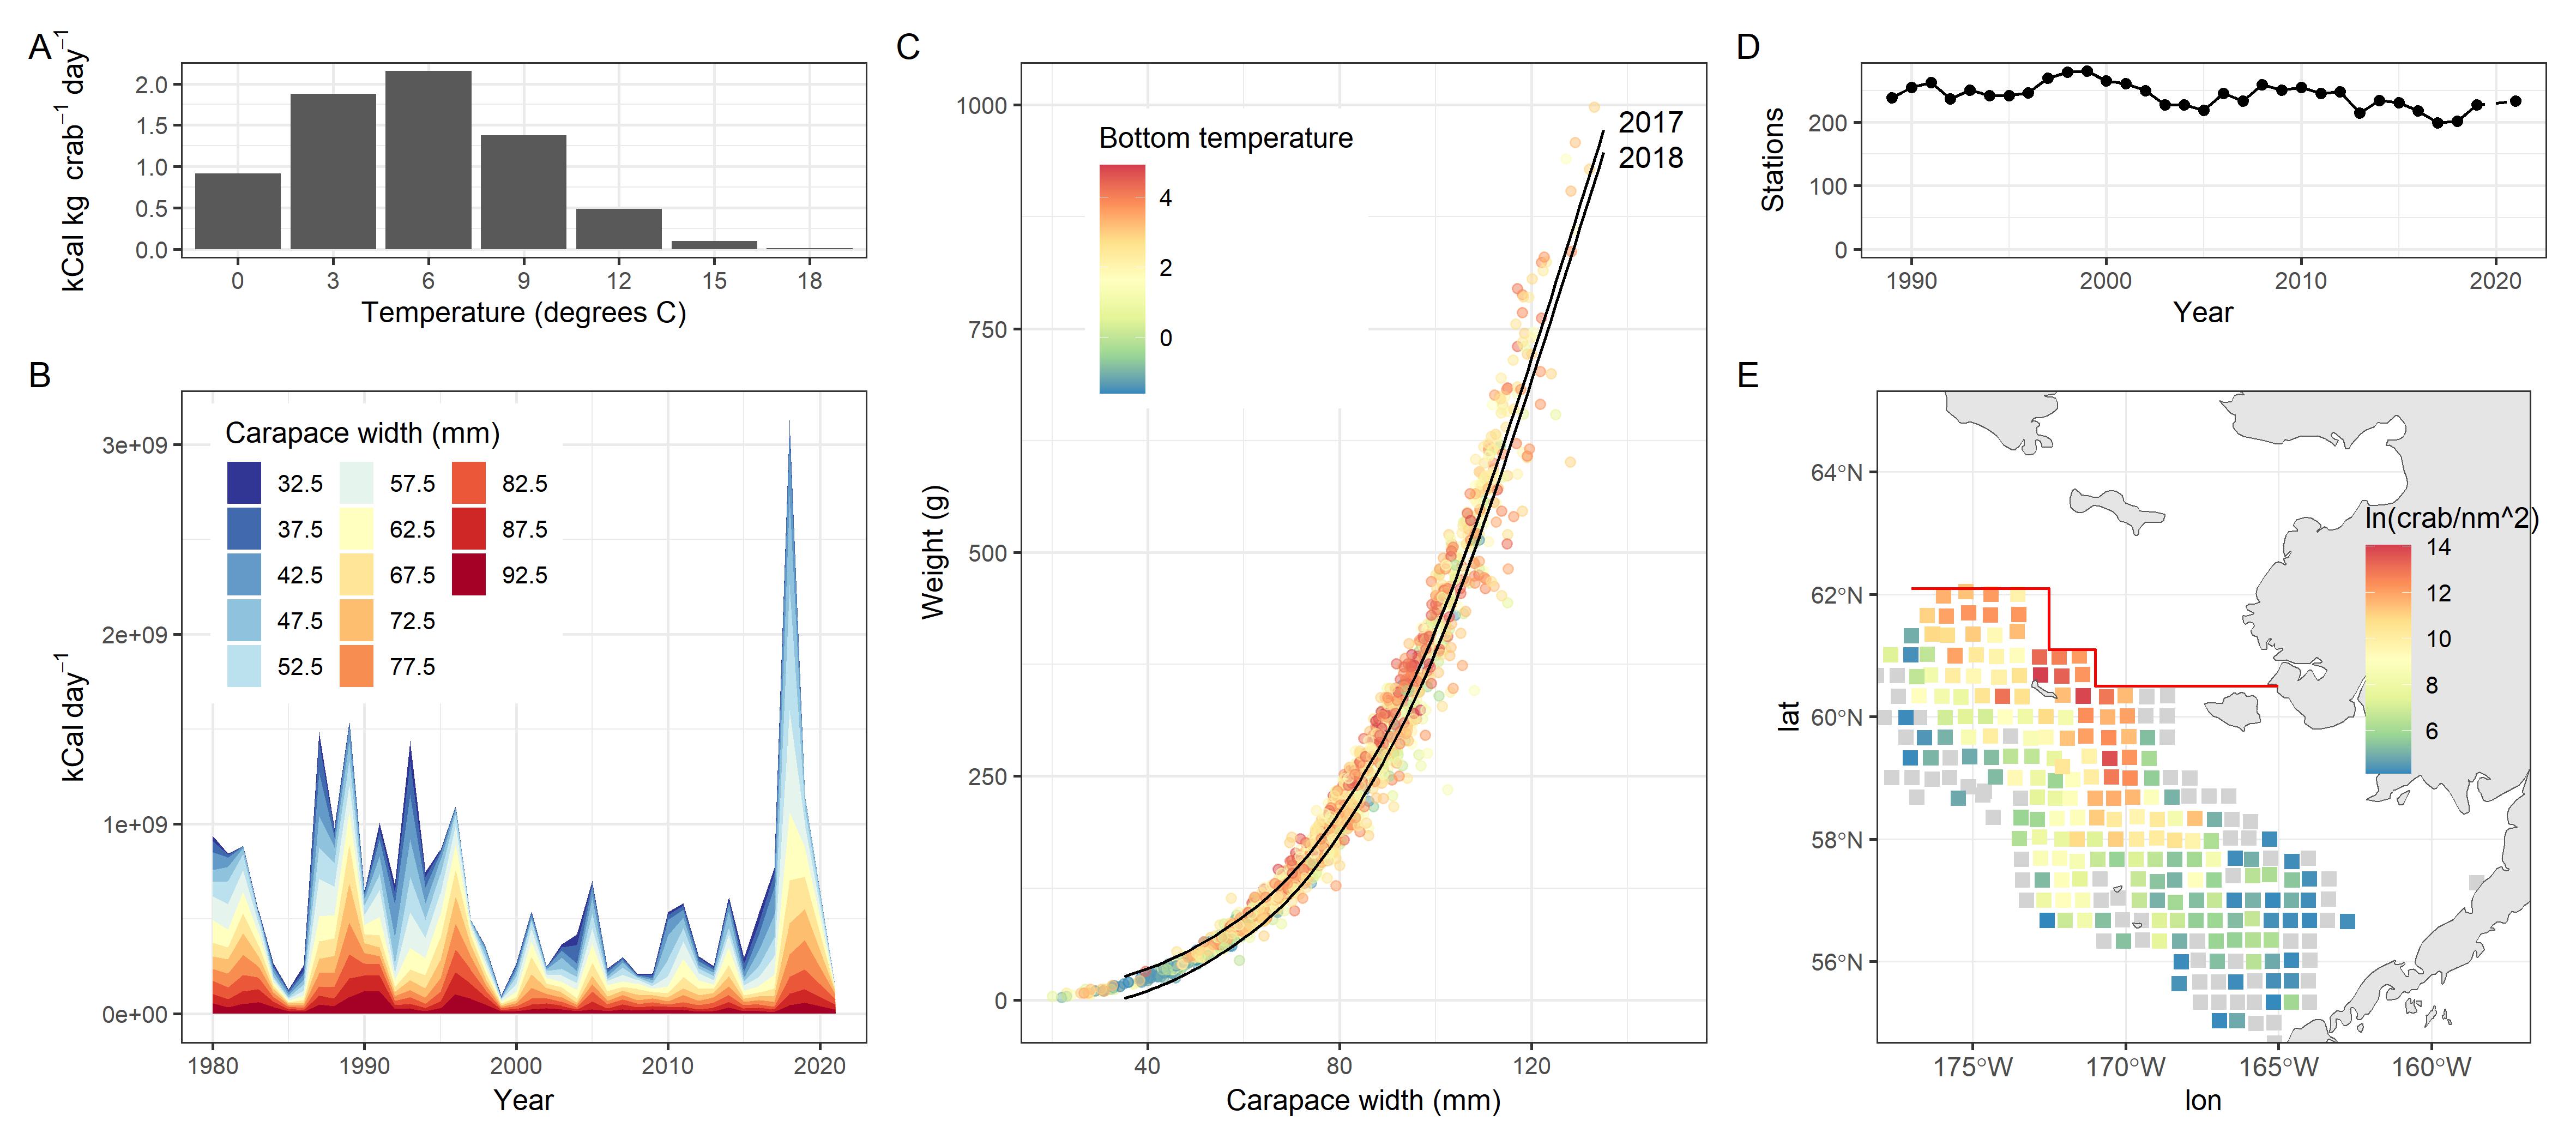 A
kCal kg crab⁻¹ day⁻¹
2.0
1.5
1.0
0.5
0.0
0 3 6 9 12 15 18
Temperature (degrees C)
B
kCal day⁻¹
3e+09
2e+09
1e+09
0e+00
Carapace width (mm)
32.5 57.5 82.5
37.5 62.5 87.5
42.5 67.5 92.5
47.5 72.5
52.5 77.5
1980 1990 2000 2010 2020
Year
C
Weight (g)
1000
750
500
250
0
Bottom temperature
4
2
0
2017
2018
40 80 120
Carapace width (mm)
D
Stations
200
100
0
1990 2000 2010 2020
Year
E
lat
64°N
62°N
60°N
58°N
56°N
ln(crab/nm^2)
14
12
10
8
6
175°W 170°W 165°W 160°W
lon